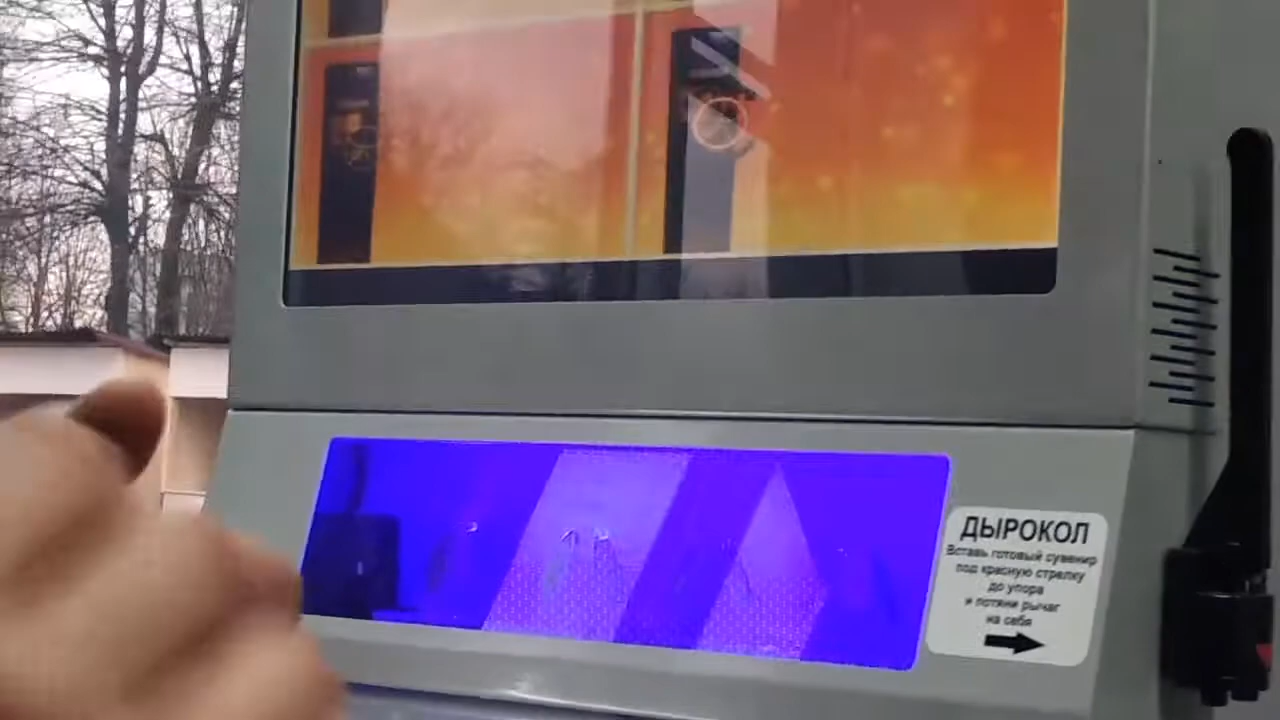 ДЫРОКОЛ
Вставь готовый сувенир
под красную стрелку
до упора
и потяни рычаг
на себя